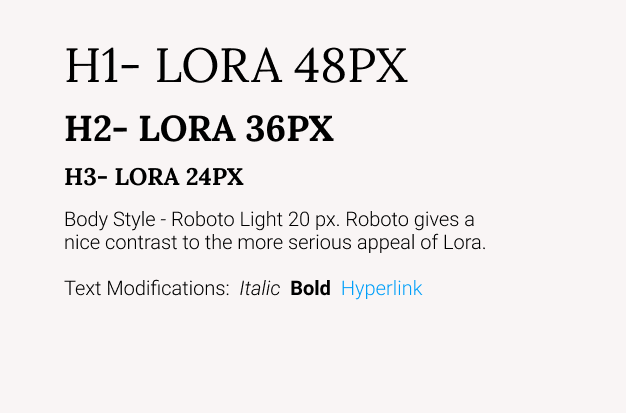 H1- LORA 48PX
H2- LORA 36PX
H3- LORA 24PX
Body Style - Roboto Light 20 px. Roboto gives a
nice contrast to the more serious appeal of Lora.
Text Modifications: Italic Bold Hyperlink